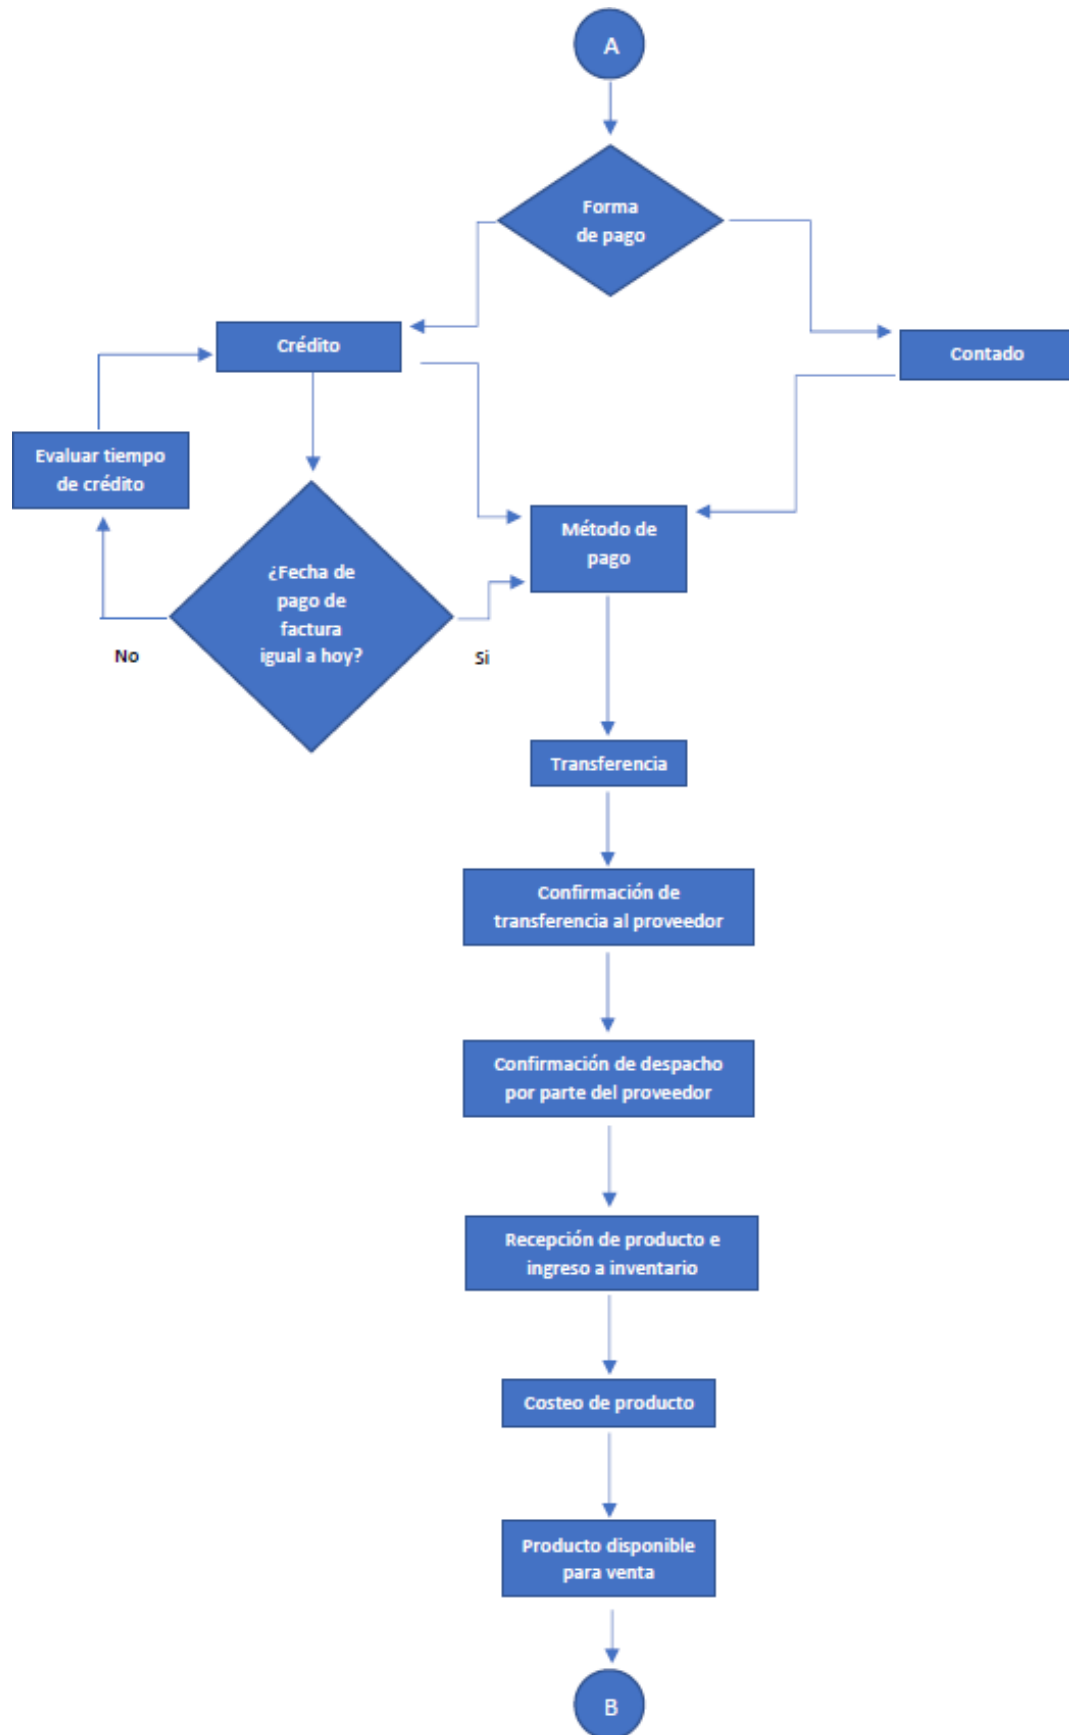 A
Forma
de pago
Crédito
Contado
Evaluar tiempo
de crédito
Método de
pago
¿Fecha de
pago de
factura
igual a hoy?
No
Si
Transferencia
Confirmación de
transferencia al proveedor
Confirmación de despacho
por parte del proveedor
Recepción de producto e
ingreso a inventario
Costeo de producto
Producto disponible
para venta
B